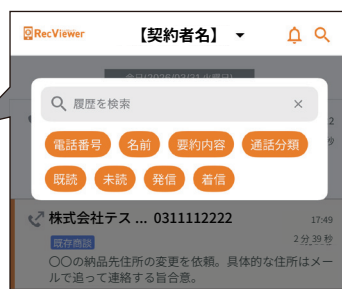 RecViewer 【契約者名】
履歴を検索
電話番号 名前 要約内容 通話分類
既読 未読 発信 着信
株式会社テス ... 0311112222 17:49
既存商談 2分39秒
〇〇の納品先住所の変更を依頼。具体的な住所はメー
ルで追って連絡する旨合意。